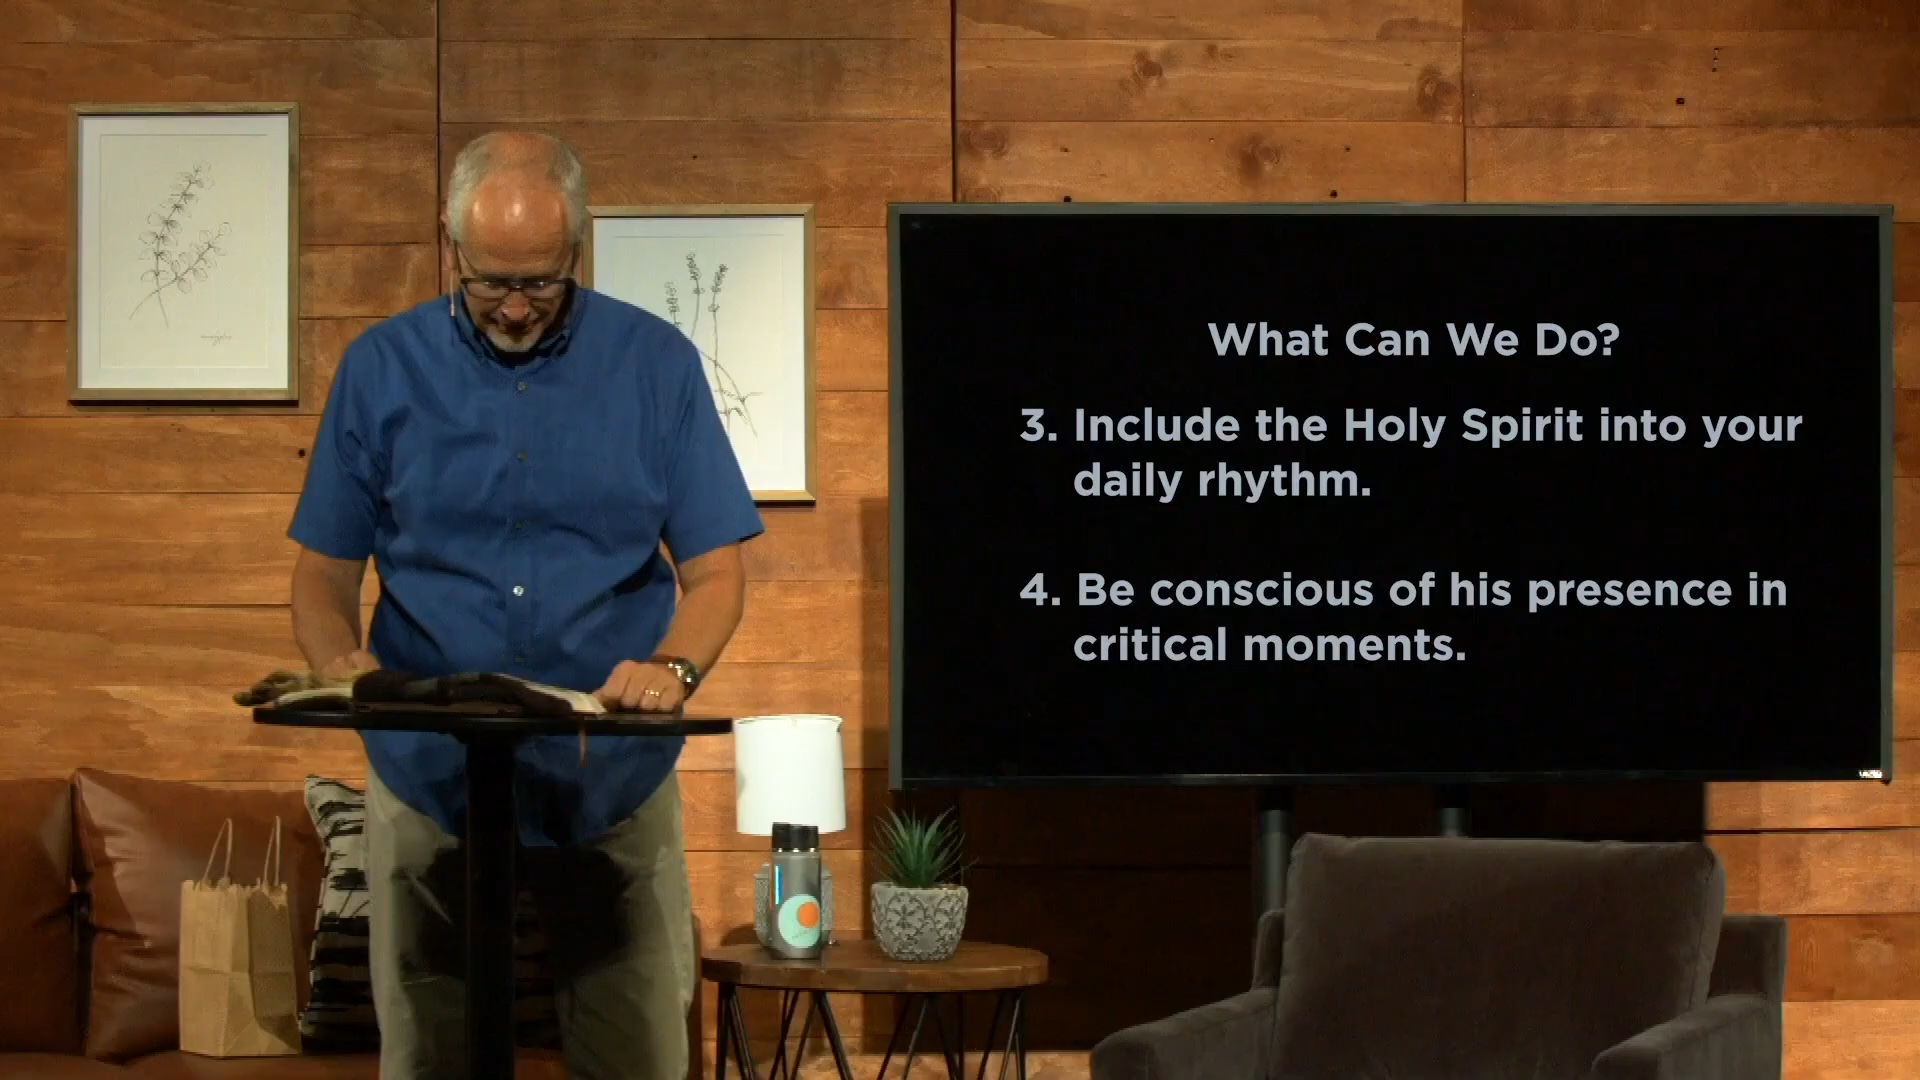 What Can We Do?
3. Include the Holy Spirit into your
daily rhythm.
4. Be conscious of his presence in
critical moments.
VIZIO